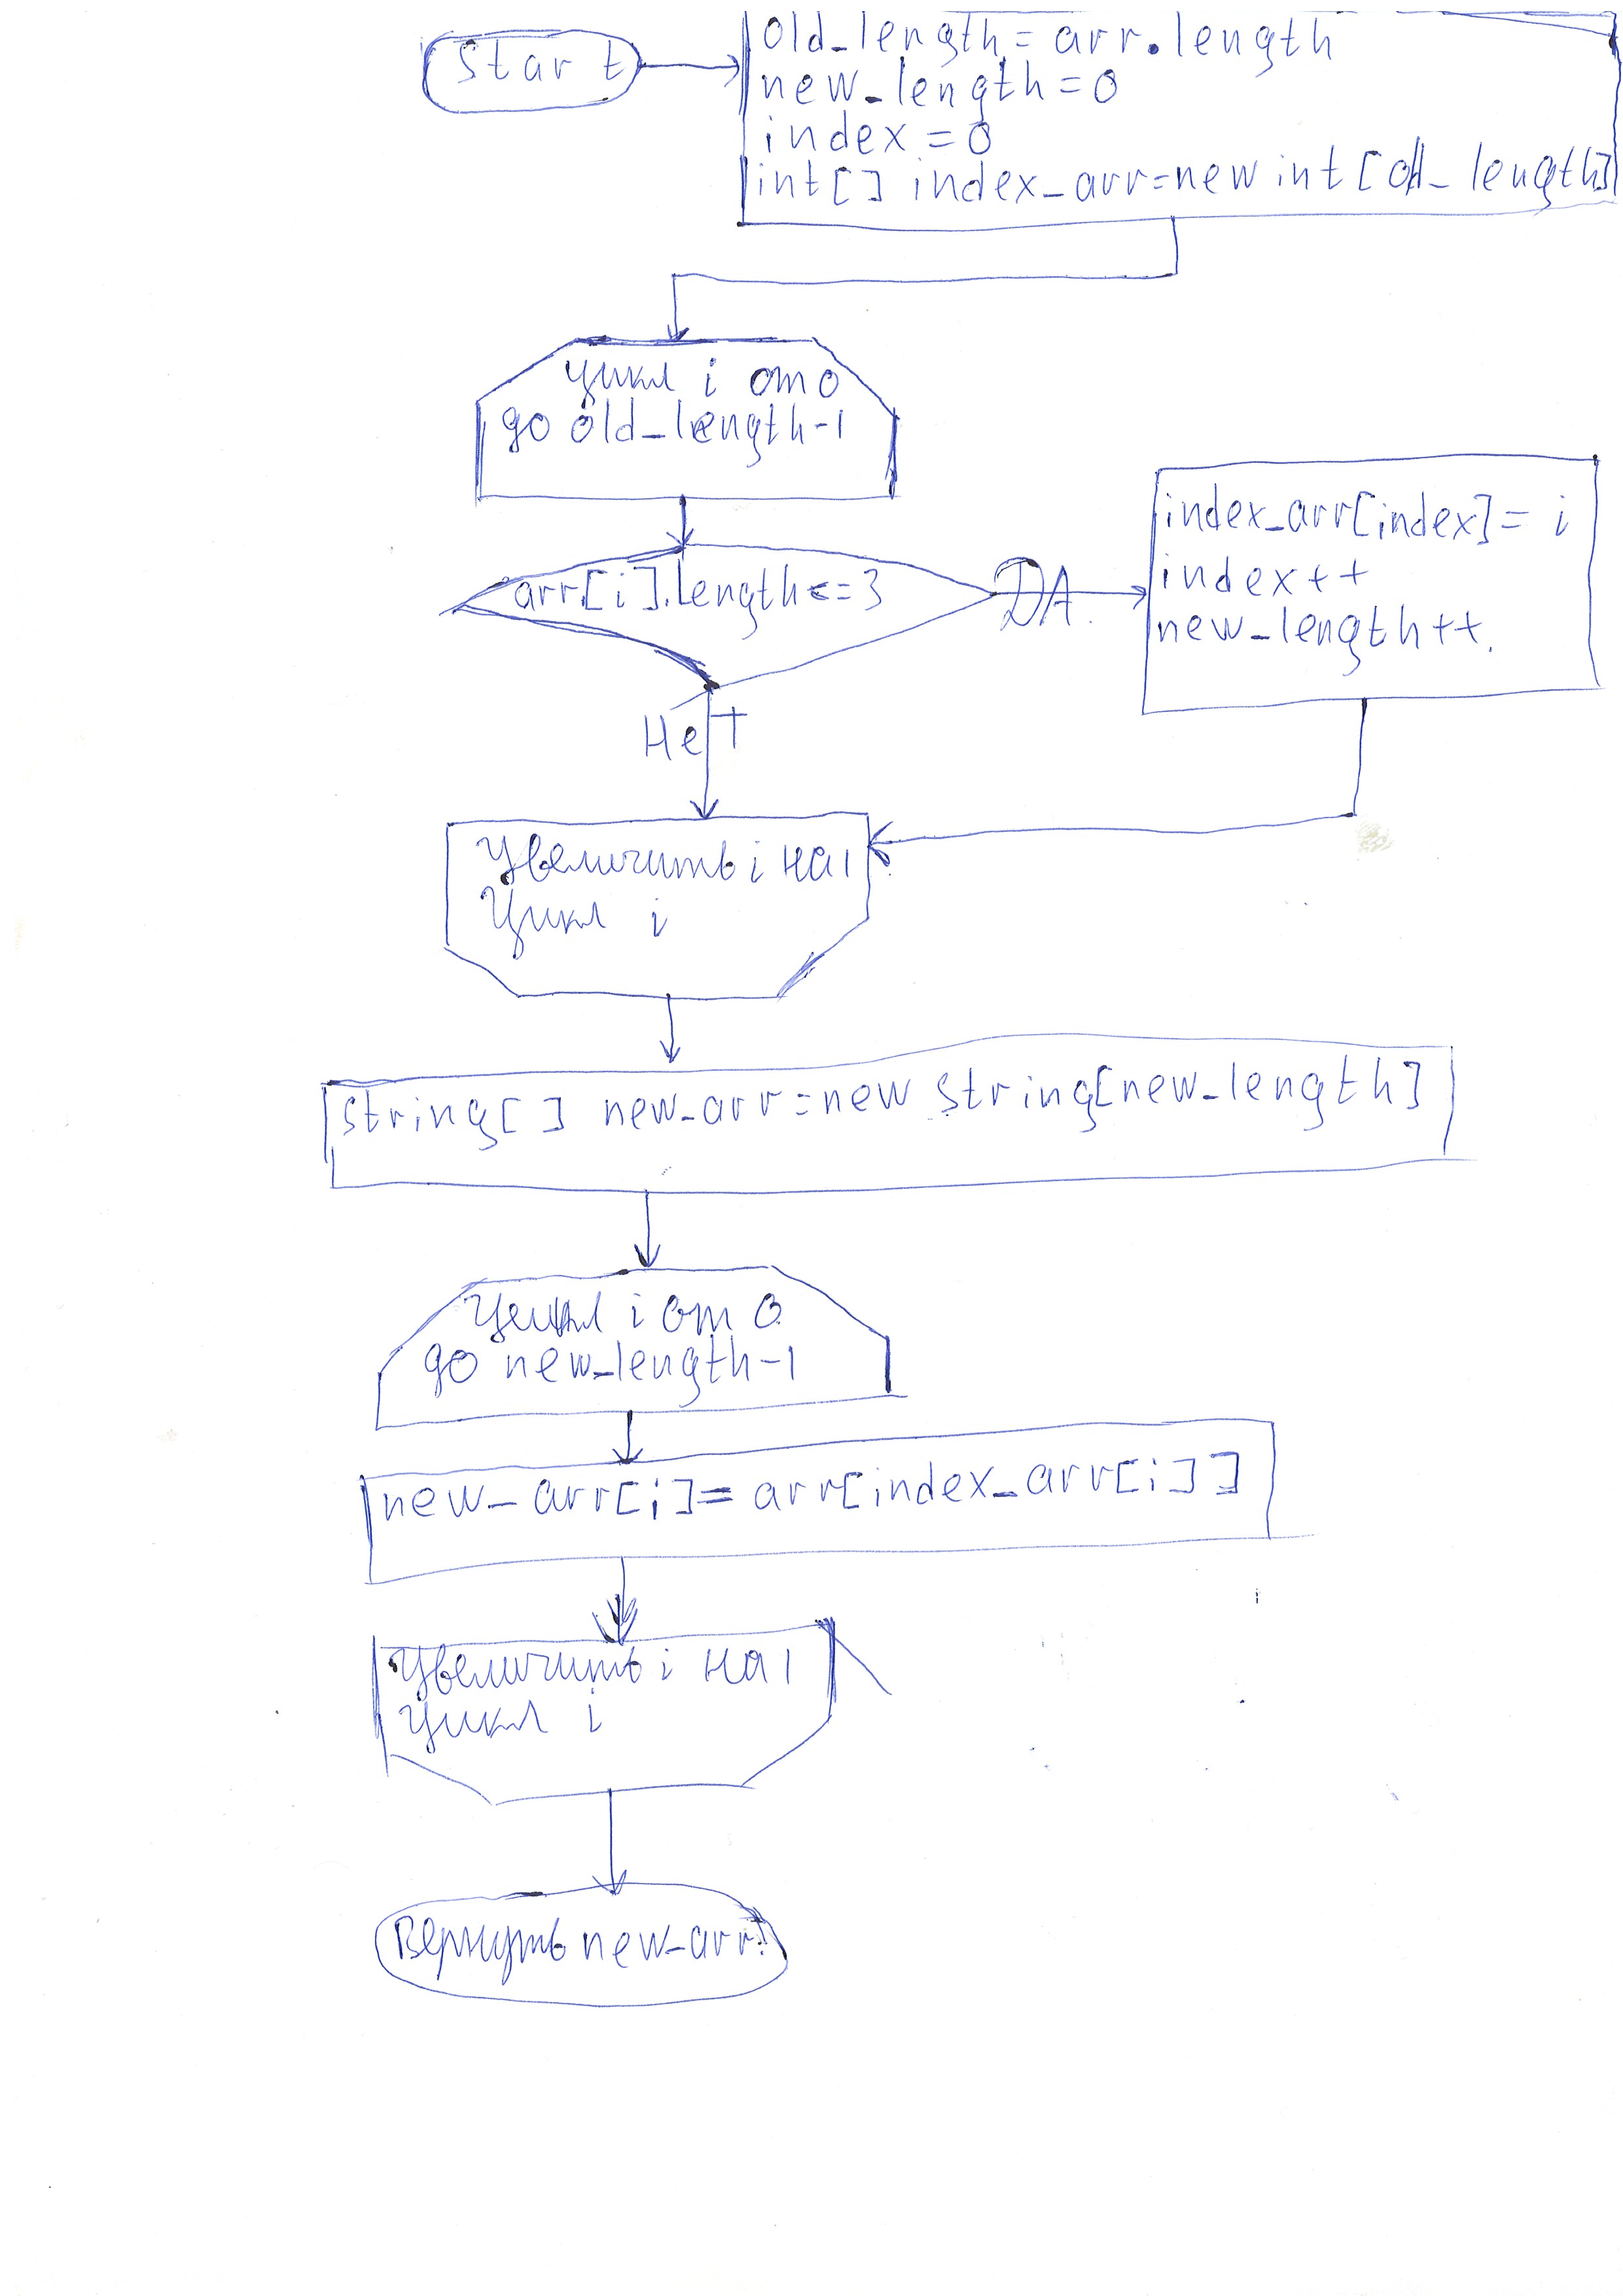 Start
old_length = arr.length
new_length = 0
index = 0
int[] index_arr = new int[old_length]
Цикл i от 0
до old_length-1
arr[i].length <= 3
DA
index_arr[index] = i
index++
new_length++.
Нет
Увеличить i на 1
Цикл i
string[] new_arr = new string[new_length]
Цикл i от 0
до new_length-1
new_arr[i] = arr[index_arr[i]]
Увеличить i на 1
Цикл i
Вернуть new_arr